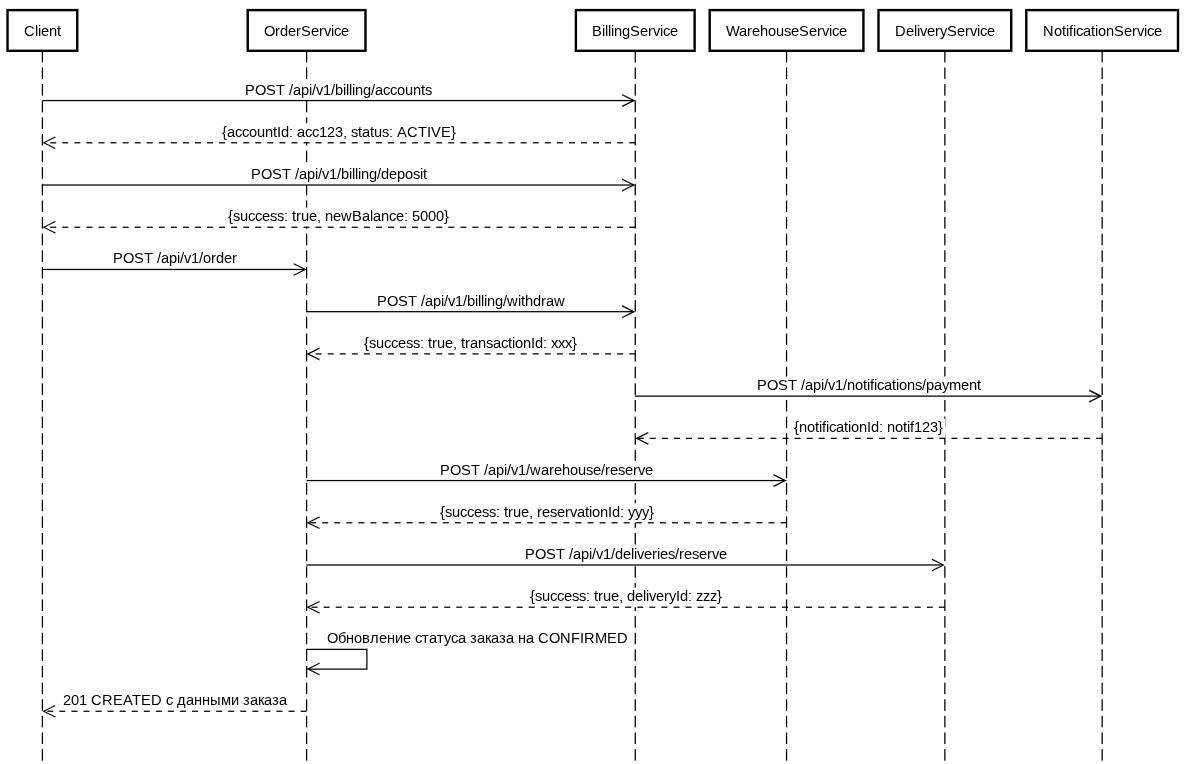 Client
OrderService
BillingService
WarehouseService
DeliveryService
NotificationService
POST /api/v1/billing/accounts
{accountId: acc123, status: ACTIVE}
POST /api/v1/billing/deposit
{success: true, newBalance: 5000}
POST /api/v1/order
POST /api/v1/billing/withdraw
{success: true, transactionId: xxx}
POST /api/v1/notifications/payment
{notificationId: notif123}
POST /api/v1/warehouse/reserve
{success: true, reservationId: yyy}
POST /api/v1/deliveries/reserve
{success: true, deliveryId: zzz}
Обновление статуса заказа на CONFIRMED
201 CREATED с данными заказа